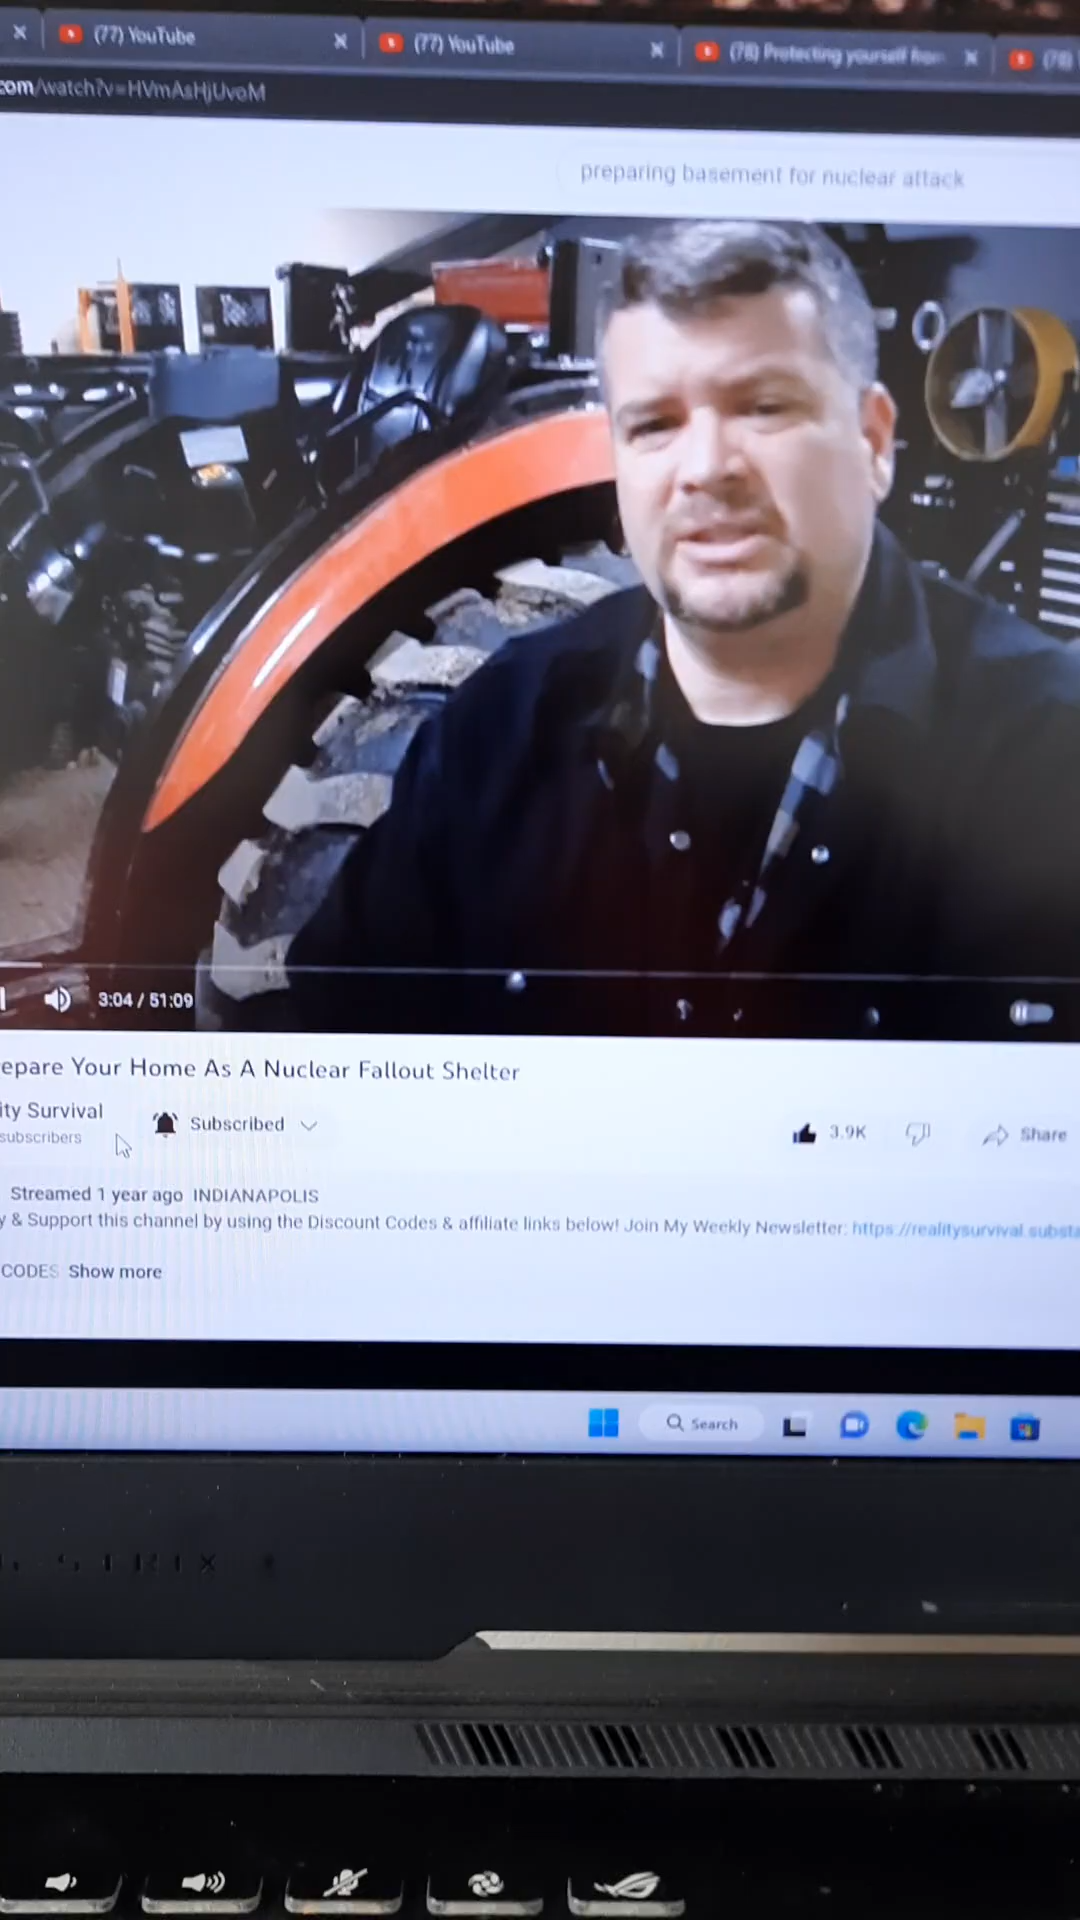 (77) YouTube
(77) YouTube
(78) Protecting yourself from
(78)
com/watch?v=HVmAsHjUvoM
preparing basement for nuclear attack
3:04 / 51:09
epare Your Home As A Nuclear Fallout Shelter
ity Survival
subscribers
Subscribed
3.9K
Share
Streamed 1 year ago INDIANAPOLIS
y & Support this channel by using the Discount Codes & affiliate links below! Join My Weekly Newsletter: https://realitysurvival.substa
CODES Show more
Search
STRIX